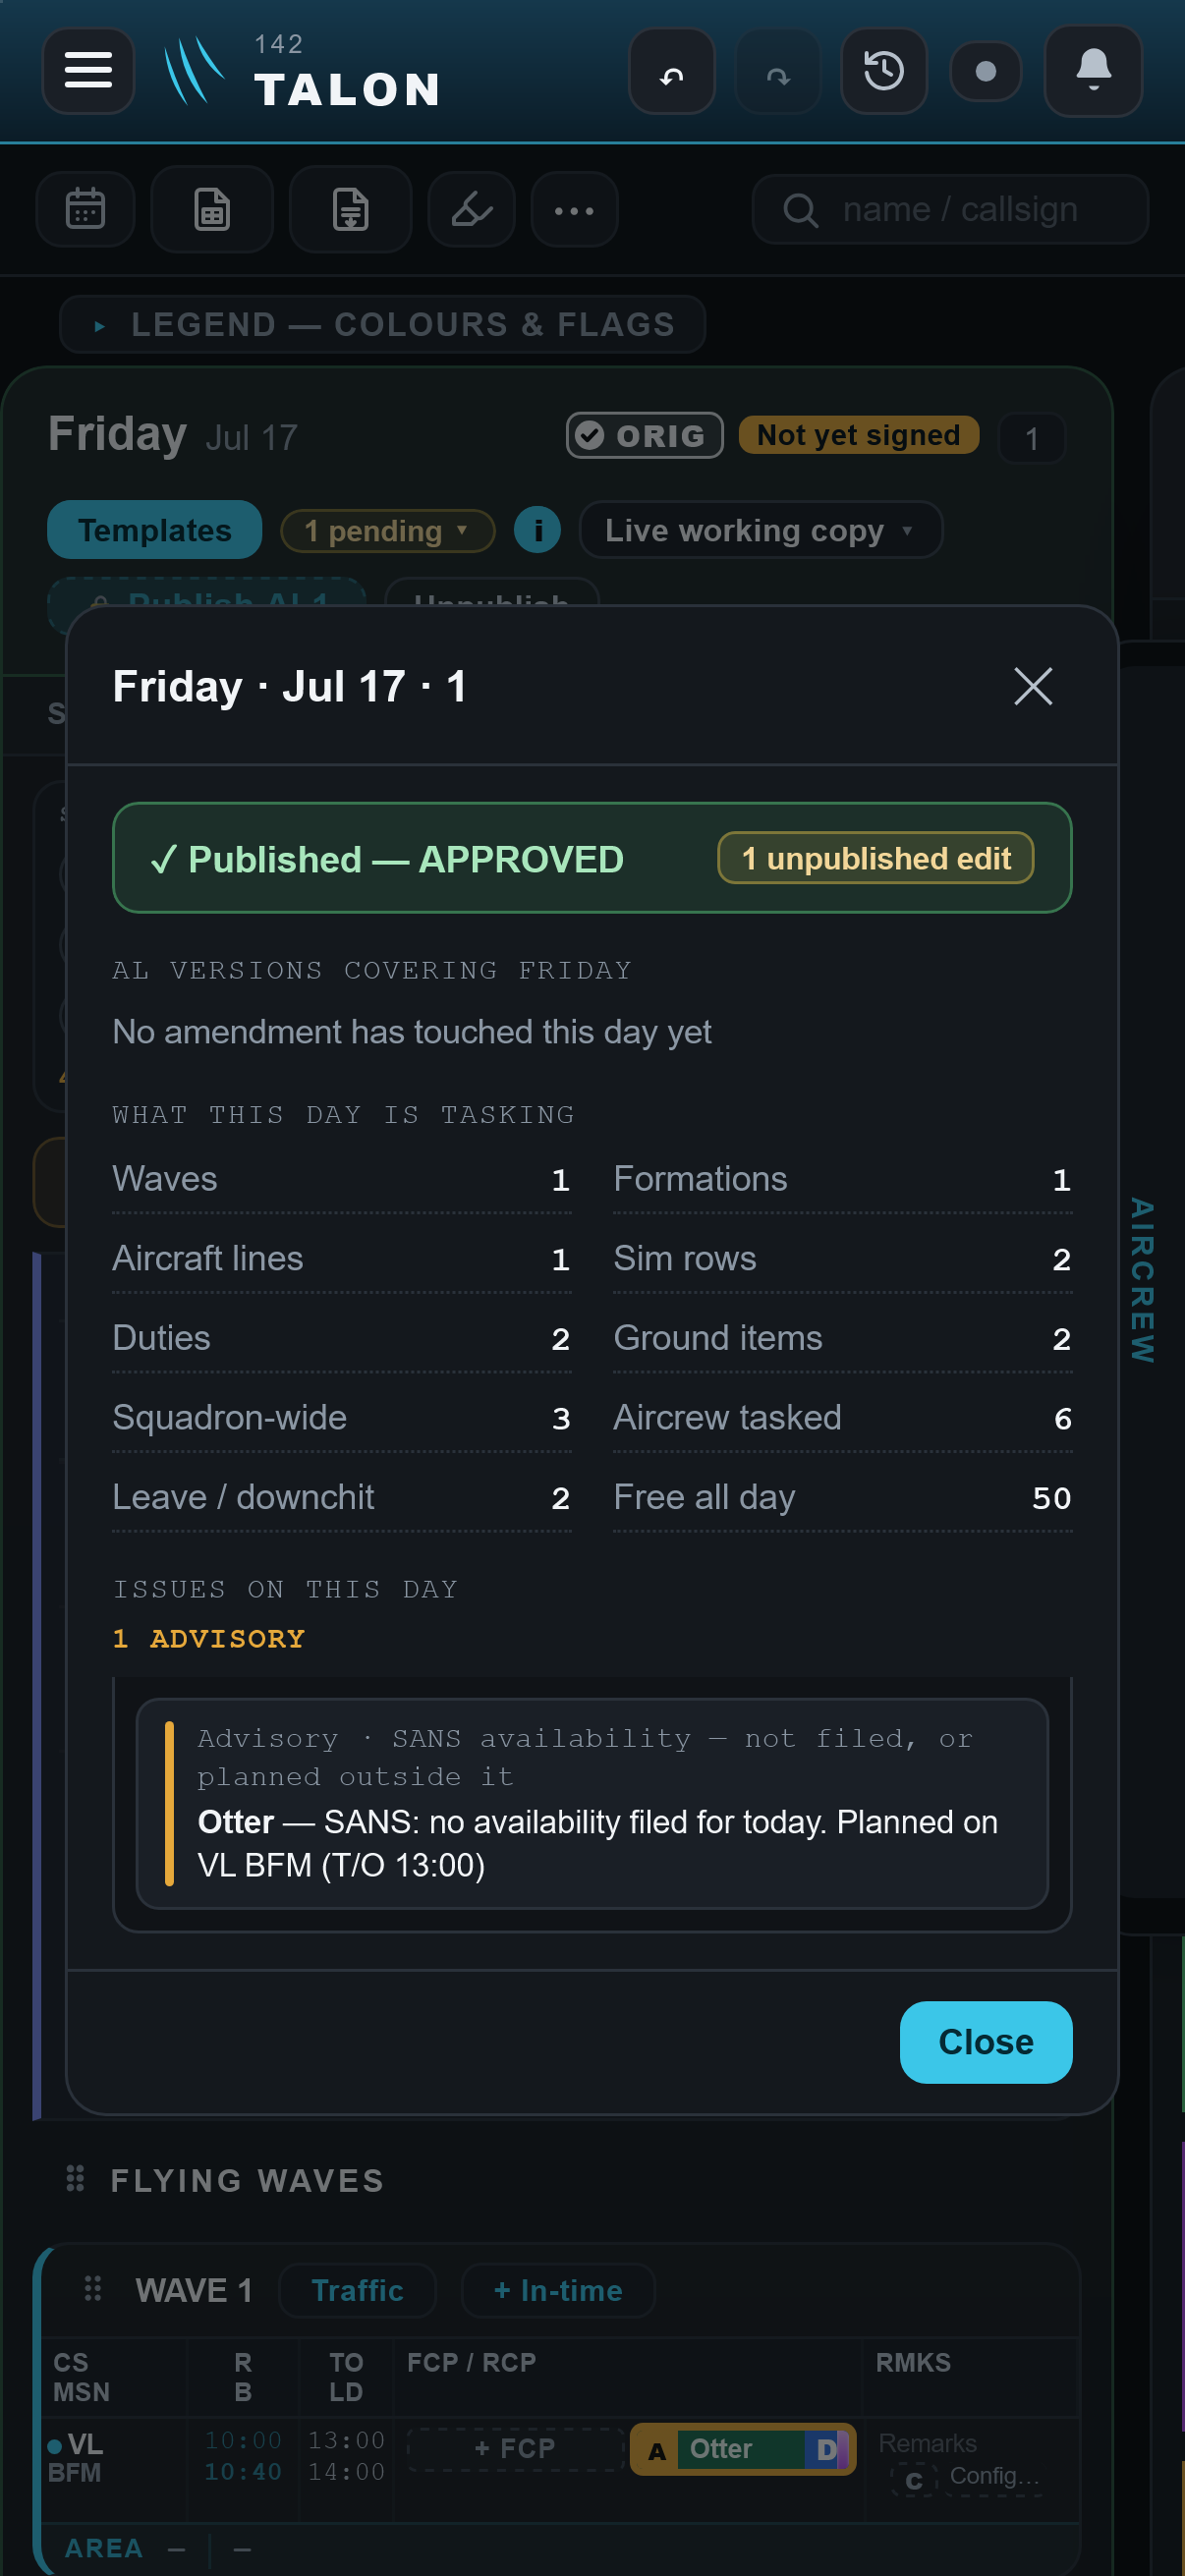 142
TALON
name / callsign
▸ LEGEND — COLOURS & FLAGS
Friday Jul 17
ORIG
Not yet signed
1
Templates
1 pending ▾
i
Live working copy ▾
Publish AL1
Unpublish
Friday · Jul 17 · 1
✓ Published — APPROVED
1 unpublished edit
AL VERSIONS COVERING FRIDAY
No amendment has touched this day yet
WHAT THIS DAY IS TASKING
Waves 1
Formations 1
Aircraft lines 1
Sim rows 2
Duties 2
Ground items 2
Squadron-wide 3
Aircrew tasked 6
Leave / downchit 2
Free all day 50
AIRCREW
ISSUES ON THIS DAY
1 ADVISORY
Advisory · SANS availability — not filed, or
planned outside it
Otter — SANS: no availability filed for today. Planned on
VL BFM (T/O 13:00)
Close
FLYING WAVES
WAVE 1
Traffic
+ In-time
CS
MSN
R
B
TO
LD
FCP / RCP
RMKS
VL
BFM
10:00
10:40
13:00
14:00
+ FCP
A Otter D
Remarks
C Config…
AREA — | —